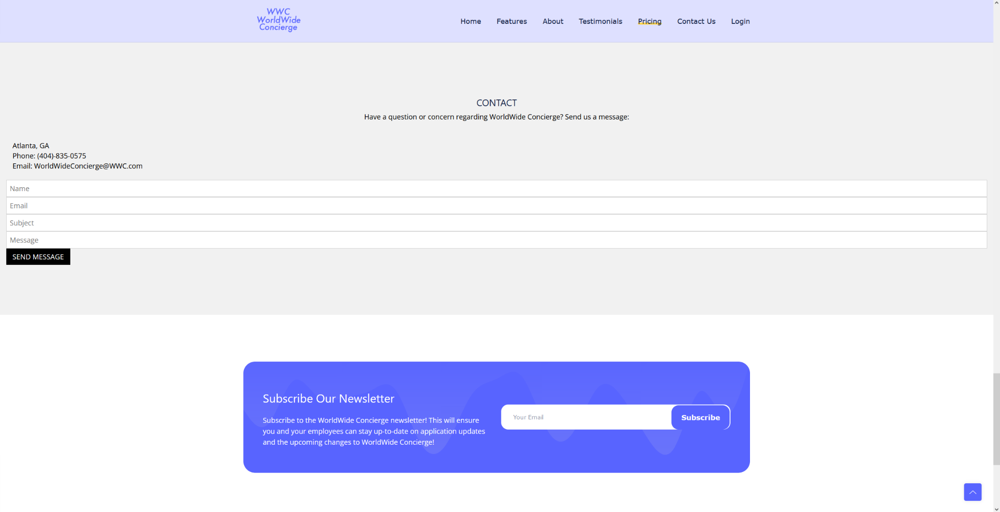 WWC
WorldWide
Concierge
Home Features About Testimonials Pricing Contact Us Login
CONTACT
Have a question or concern regarding WorldWide Concierge? Send us a message:
Atlanta, GA
Phone: (404)-835-0575
Email: WorldWideConcierge@WWC.com
Name
Email
Subject
Message
SEND MESSAGE
Subscribe Our Newsletter
Subscribe to the WorldWide Concierge newsletter! This will ensure
you and your employees can stay up-to-date on application updates
and the upcoming changes to WorldWide Concierge!
Your Email
Subscribe